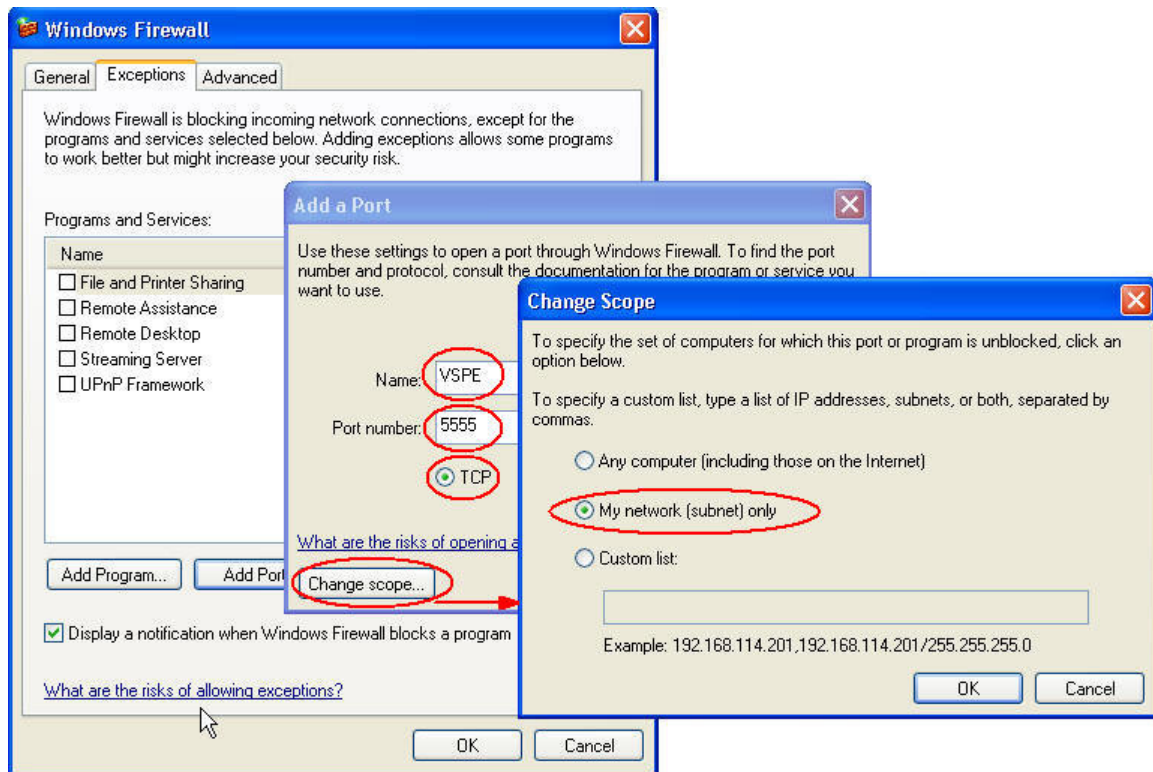 Windows Firewall
General
Exceptions
Advanced
Windows Firewall is blocking incoming network connections, except for the
programs and services selected below. Adding exceptions allows some programs
to work better but might increase your security risk.
Programs and Services:
Name
File and Printer Sharing
Remote Assistance
Remote Desktop
Streaming Server
UPnP Framework
Add Program...
Add Port
Display a notification when Windows Firewall blocks a program
What are the risks of allowing exceptions?
OK
Cancel
Add a Port
Use these settings to open a port through Windows Firewall. To find the port
number and protocol, consult the documentation for the program or service you
want to use.
Name:
VSPE
Port number:
5555
TCP
What are the risks of opening a
Change scope...
Change Scope
To specify the set of computers for which this port or program is unblocked, click an
option below.
To specify a custom list, type a list of IP addresses, subnets, or both, separated by
commas.
Any computer (including those on the Internet)
My network (subnet) only
Custom list:
Example: 192.168.114.201,192.168.114.201/255.255.255.0
OK
Cancel